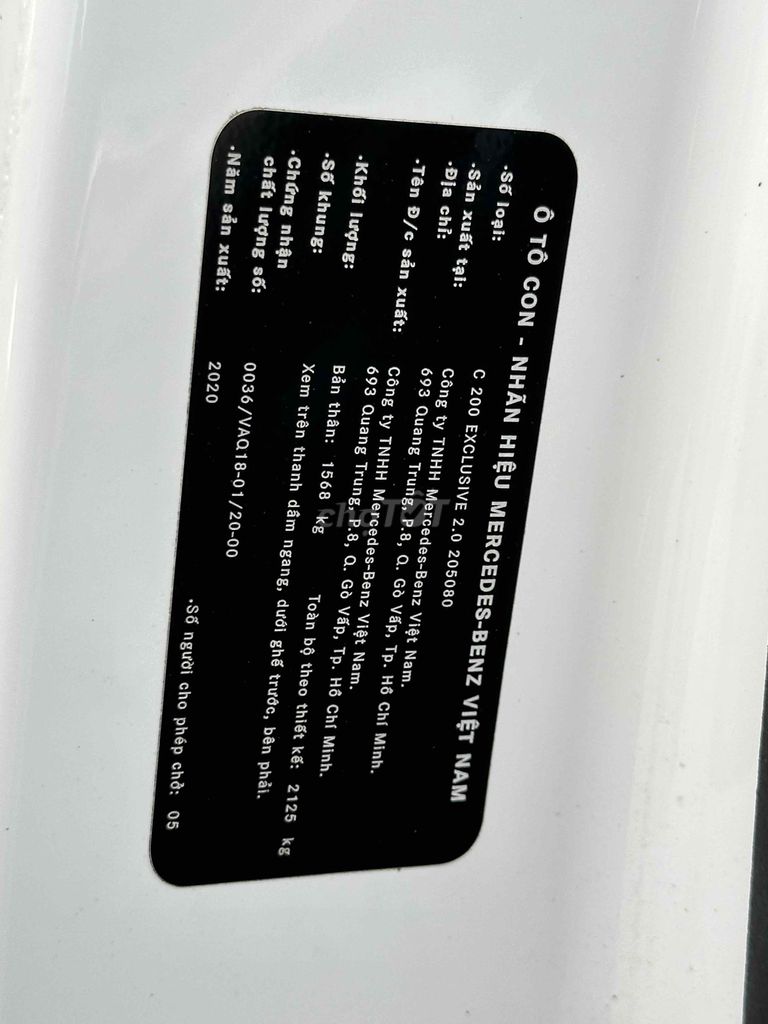 Ô TÔ CON - NHÃN HIỆU MERCEDES-BENZ VIỆT NAM
·Số loại: C 200 EXCLUSIVE 2.0 205080
·Sản xuất tại: Công ty TNHH Mercedes-Benz Việt Nam.
·Địa chỉ: 693 Quang Trung, P.8, Q. Gò Vấp, Tp. Hồ Chí Minh.
·Tên Đ/c sản xuất: Công ty TNHH Mercedes-Benz Việt Nam.
693 Quang Trung, P.8, Q. Gò Vấp, Tp. Hồ Chí Minh.
·Khối lượng: Bản thân: 1568 kg Toàn bộ theo thiết kế: 2125 kg
·Số khung: Xem trên thanh dầm ngang, dưới ghế trước, bên phải.
·Chứng nhận
chất lượng số: 0036/VAQ18-01/20-00
·Năm sản xuất: 2020 ·Số người cho phép chở: 05
chợTỐT